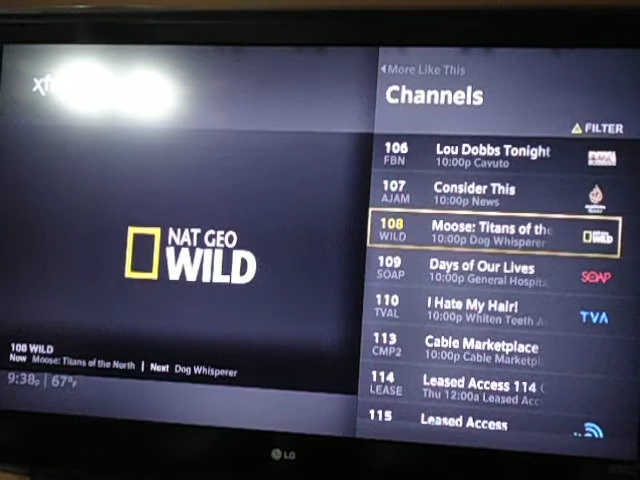 xf
More Like This
Channels
FILTER
106 Lou Dobbs Tonight
FBN 10:00p Cavuto
107 Consider This
AJAM 10:00p News
108 Moose: Titans of the
WILD 10:00p Dog Whisperer
WILD
109 Days of Our Lives
SOAP 10:00p General Hospita
SOAP
110 I Hate My Hair!
TVAL 10:00p Whiten Teeth A
TVA
113 Cable Marketplace
CMP2 10:00p Cable Marketpl
114 Leased Access 114 (
LEASE Thu 12:00a Leased Acc
115 Leased Access
NAT GEO
WILD
108 WILD
Now Moose: Titans of the North | Next Dog Whisperer
9:38p | 67°F
LG